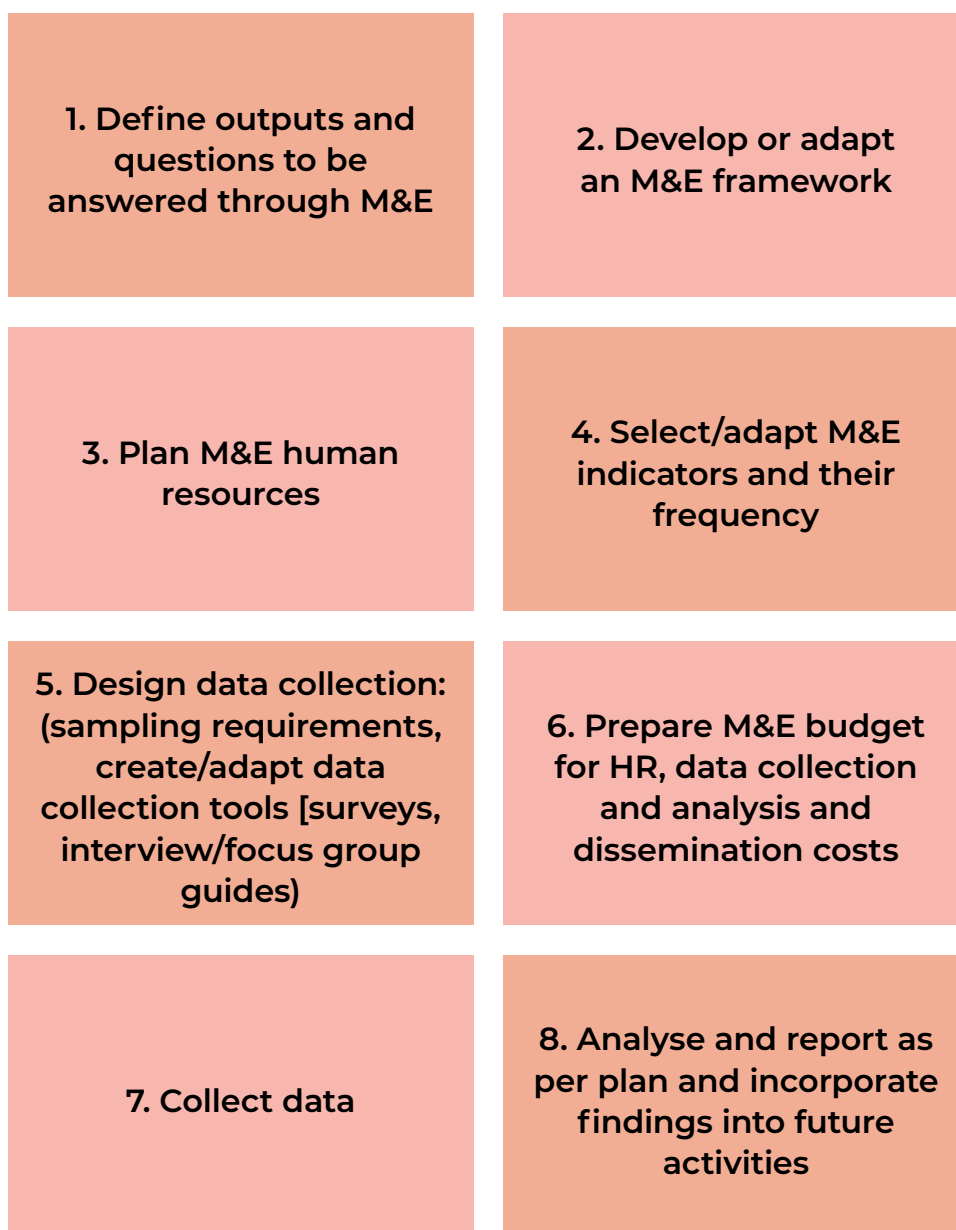 1. Define outputs and
questions to be
answered through M&E
2. Develop or adapt
an M&E framework
3. Plan M&E human
resources
4. Select/adapt M&E
indicators and their
frequency
5. Design data collection:
(sampling requirements,
create/adapt data
collection tools [surveys,
interview/focus group
guides)
6. Prepare M&E budget
for HR, data collection
and analysis and
dissemination costs
7. Collect data
8. Analyse and report as
per plan and incorporate
findings into future
activities